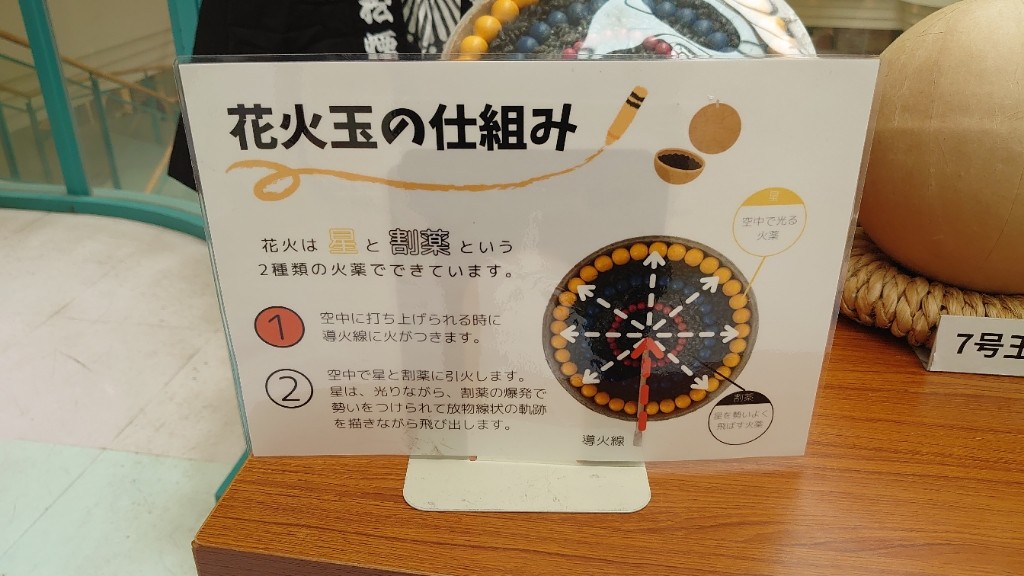 花火玉の仕組み
花火は 星 と 割薬 という
2種類の火薬でできています。
1
空中に打ち上げられる時に
導火線に火がつきます。
2
空中で星と割薬に引火します。
星は、光りながら、割薬の爆発で
勢いをつけられて放物線状の軌跡
を描きながら飛び出します。
星
空中で光る
火薬
割薬
星を勢いよく
飛ばす火薬
導火線
7号玉